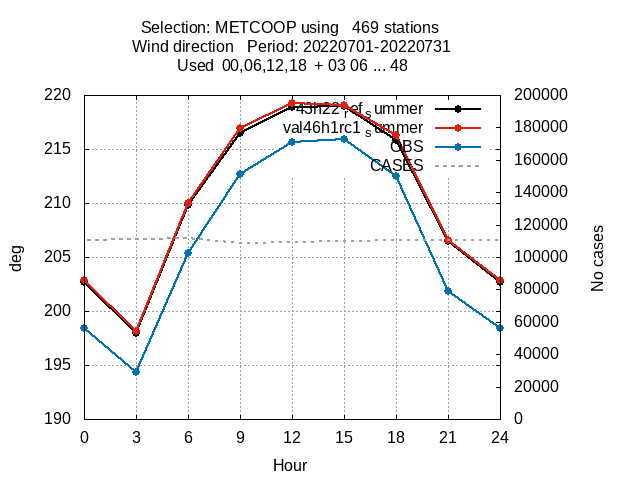 Selection: METCOOP using 469 stations
Wind direction Period: 20220701-20220731
Used 00,06,12,18 + 03 06 ... 48
220
215
210
205
200
195
190
deg
200000
180000
160000
140000
120000
100000
80000
60000
40000
20000
0
No cases
43h22_ref_summer
val46h1rc1_summer
OBS
CASES
0 3 6 9 12 15 18 21 24
Hour